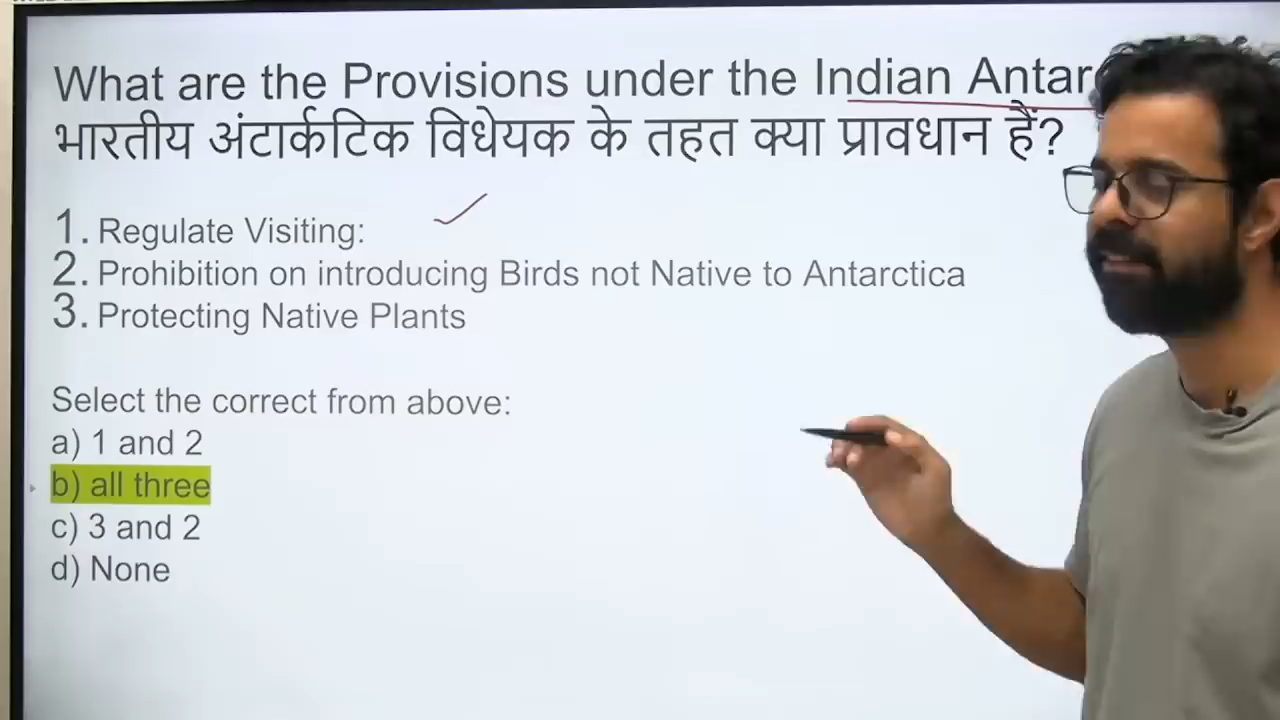 What are the Provisions under the Indian
भारतीय अंटार्कटिक विधेयक के तहत क्या प्रावधान हैं?
1. Regulate Visiting:
2. Prohibition on introducing Birds not Native to Antarctica
3. Protecting Native Plants
Select the correct from above:
a) 1 and 2
b) all three
c) 3 and 2
d) None